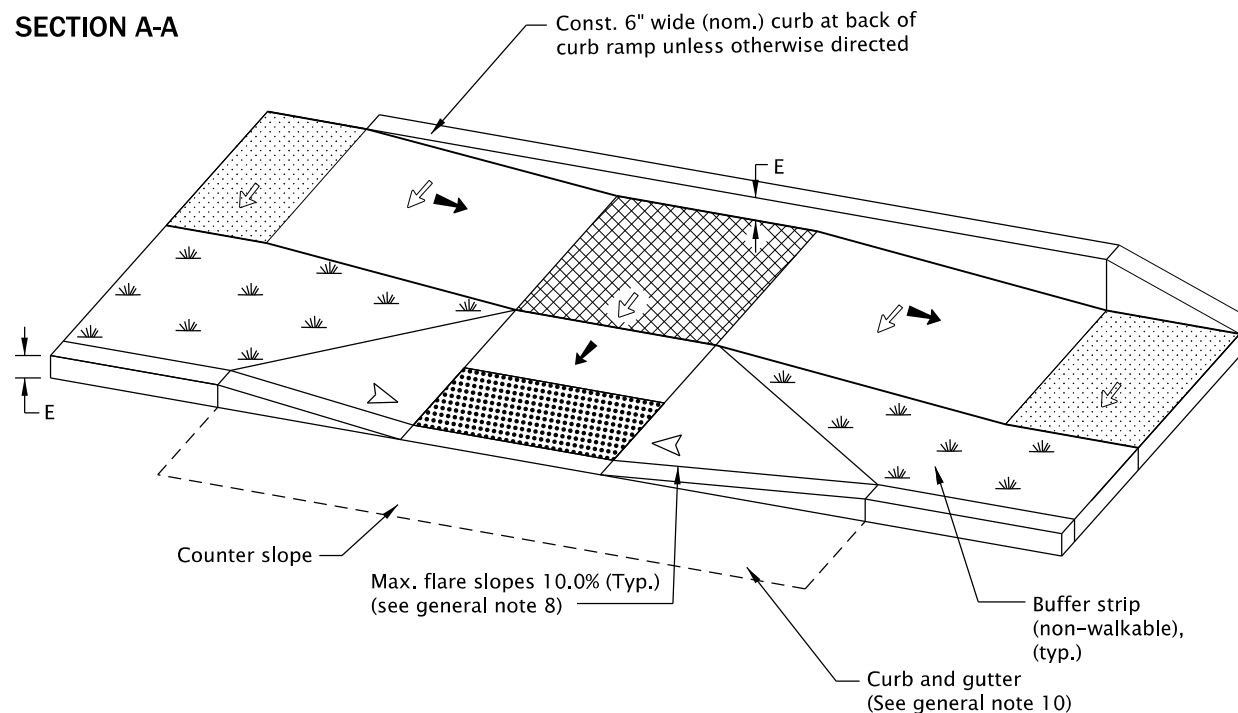 SECTION A-A
Const. 6" wide (nom.) curb at back of
curb ramp unless otherwise directed
E
E
Counter slope
Max. flare slopes 10.0% (Typ.)
(see general note 8)
Buffer strip
(non-walkable),
(typ.)
Curb and gutter
(See general note 10)